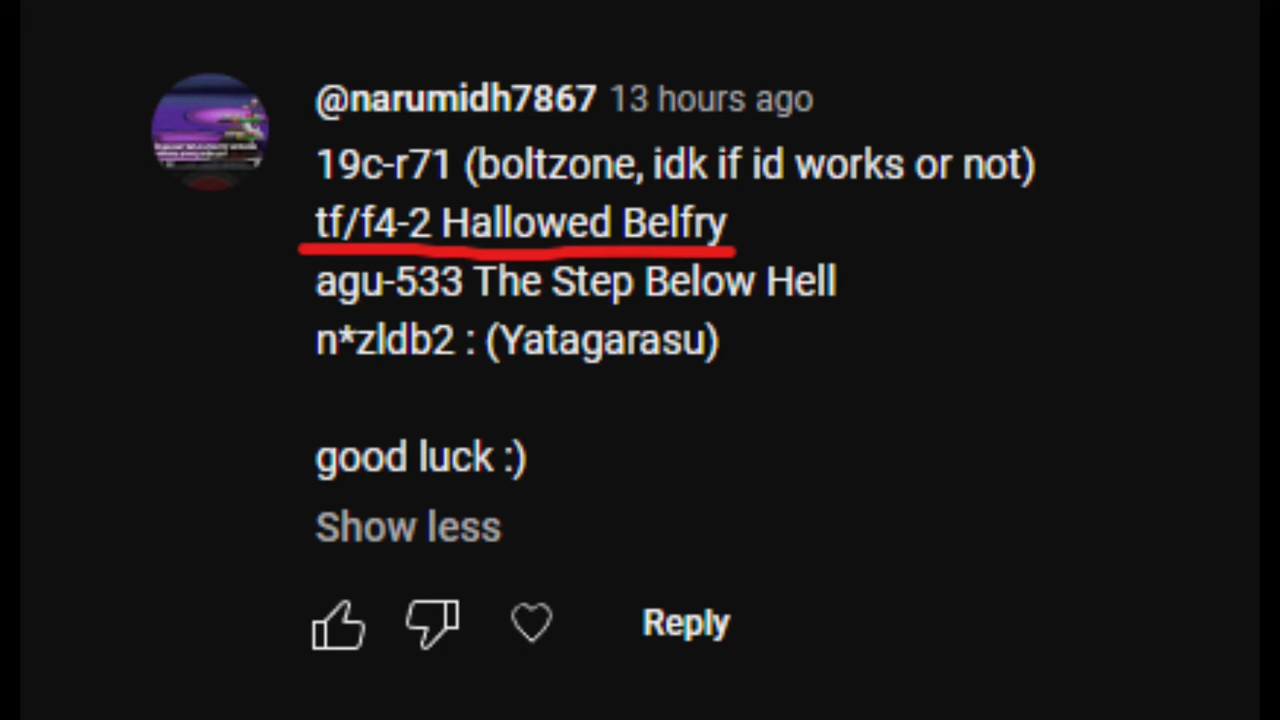 @narumidh7867 13 hours ago
19c-r71 (boltzone, idk if id works or not)
tf/f4-2 Hallowed Belfry
agu-533 The Step Below Hell
n*zldb2 : (Yatagarasu)
good luck :)
Show less
Reply